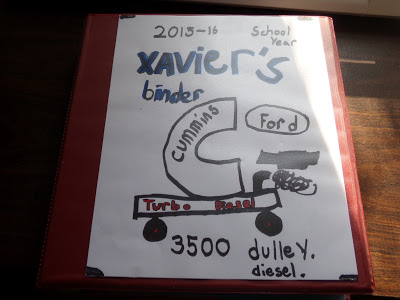 2015-16 School Year
XAVIER's
binder
Cummins
Ford
Turbo Diesel
3500 dulley.
diesel.